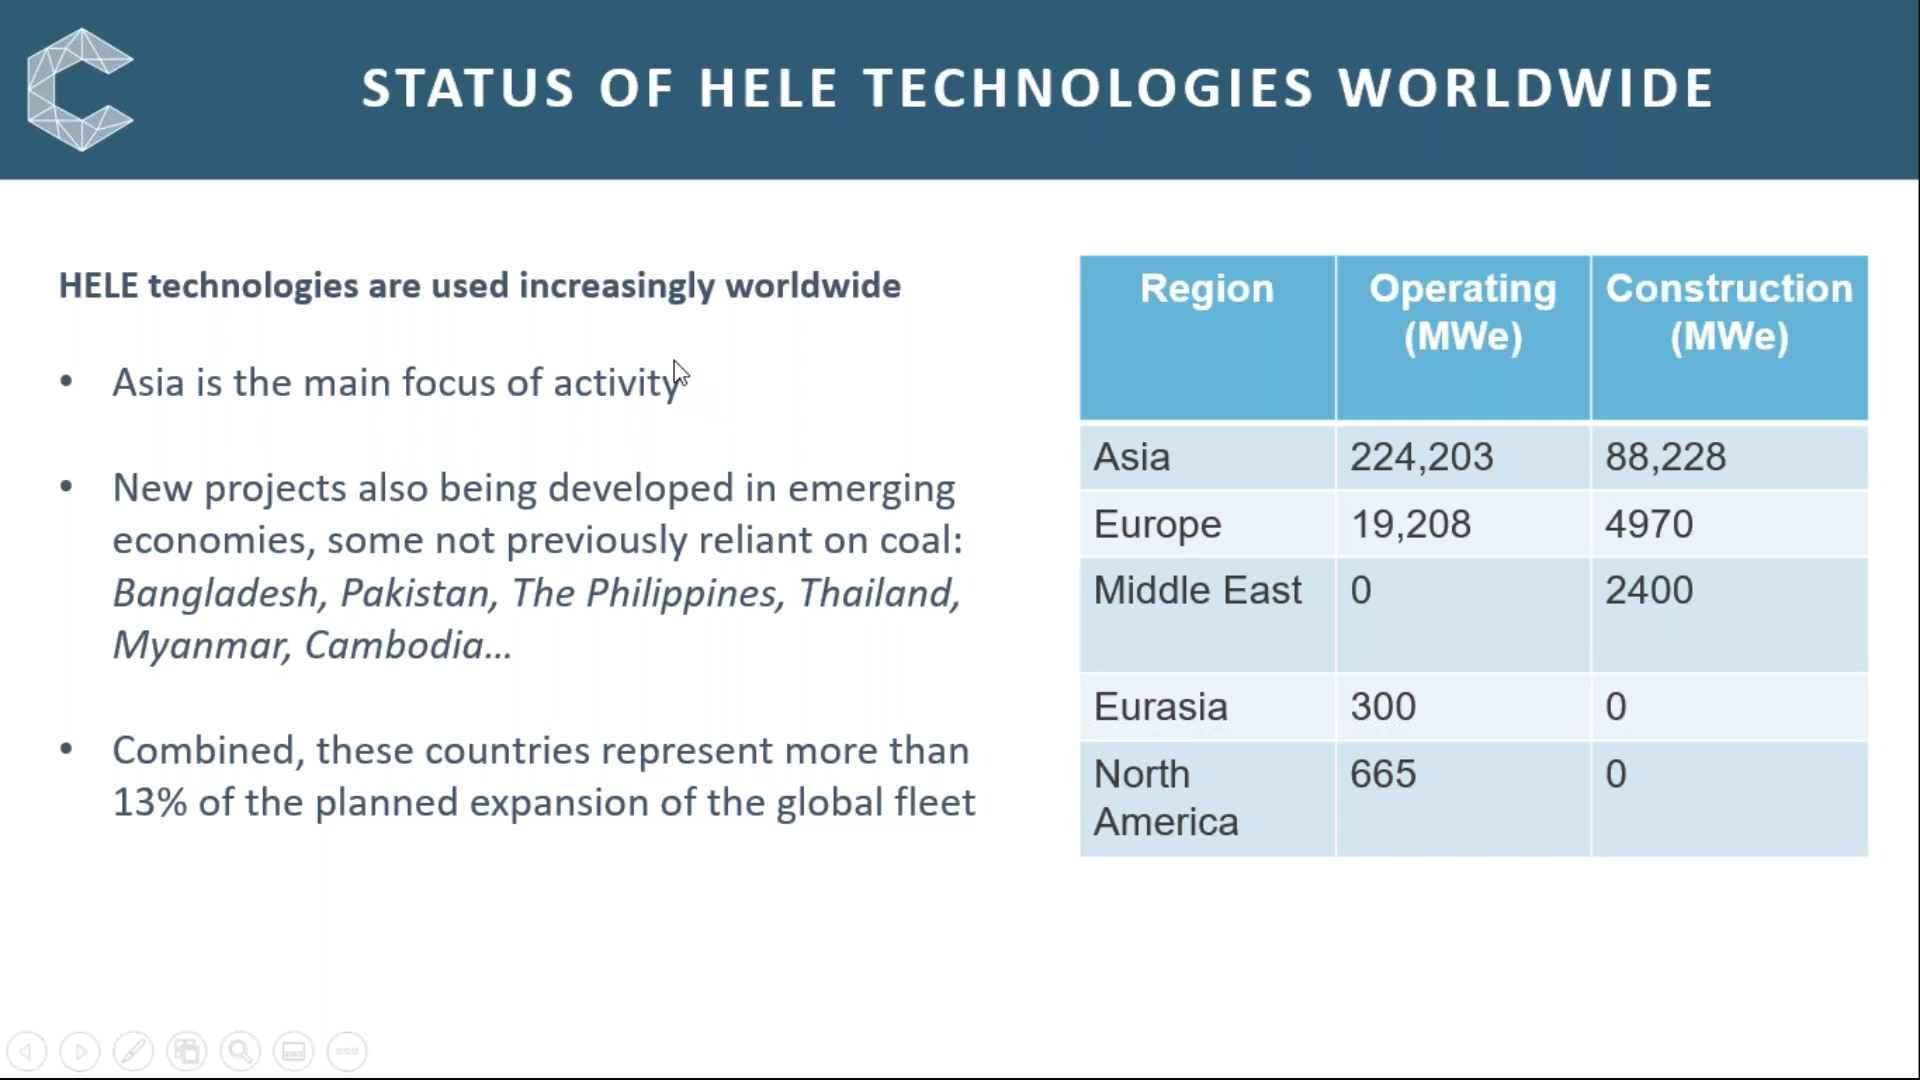 STATUS OF HELE TECHNOLOGIES WORLDWIDE
HELE technologies are used increasingly worldwide
• Asia is the main focus of activity
• New projects also being developed in emerging
economies, some not previously reliant on coal:
Bangladesh, Pakistan, The Philippines, Thailand,
Myanmar, Cambodia...
• Combined, these countries represent more than
13% of the planned expansion of the global fleet
Region Operating Construction
(MWe) (MWe)
Asia 224,203 88,228
Europe 19,208 4970
Middle East 0 2400
Eurasia 300 0
North 665 0
America